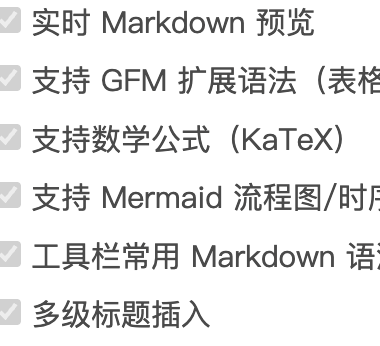 实时 Markdown 预览
支持 GFM 扩展语法（表格
支持数学公式（KaTeX）
支持 Mermaid 流程图/时序
工具栏常用 Markdown 语
多级标题插入